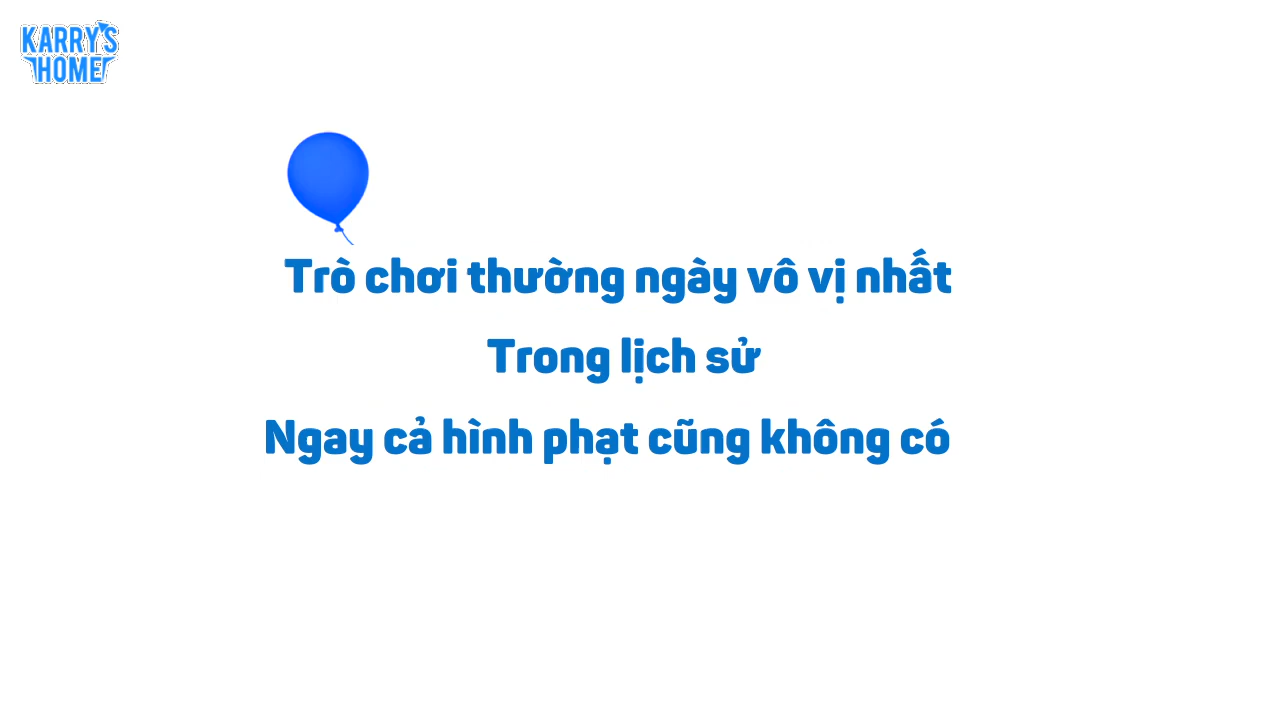 KARRY'S
HOME
Trò chơi thường ngày vô vị nhất
Trong lịch sử
Ngay cả hình phạt cũng không có